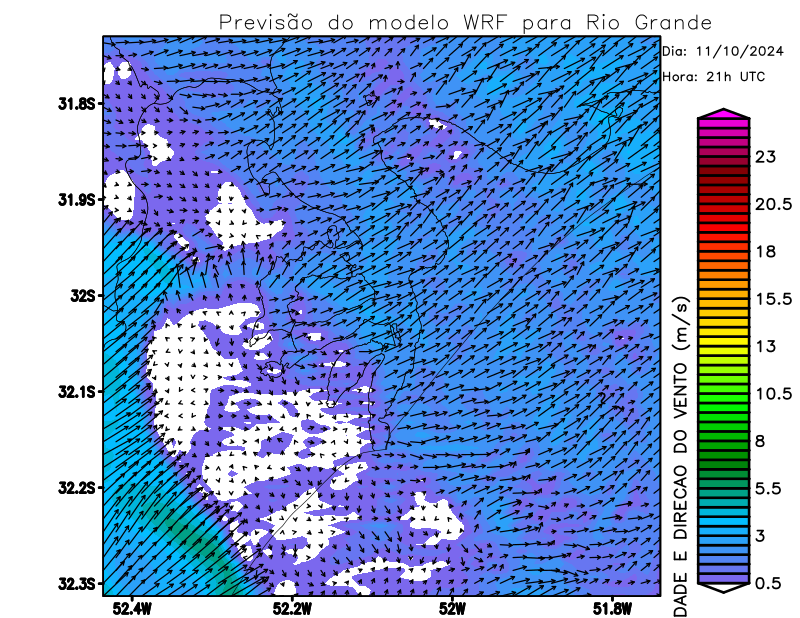 Previsão do modelo WRF para Rio Grande
Dia: 11/10/2024
Hora: 21h UTC
31.8S
31.9S
32S
32.1S
32.2S
32.3S
52.4W
52.2W
52W
51.8W
DADE E DIRECAO DO VENTO (m/s)
23
20.5
18
15.5
13
10.5
8
5.5
3
0.5